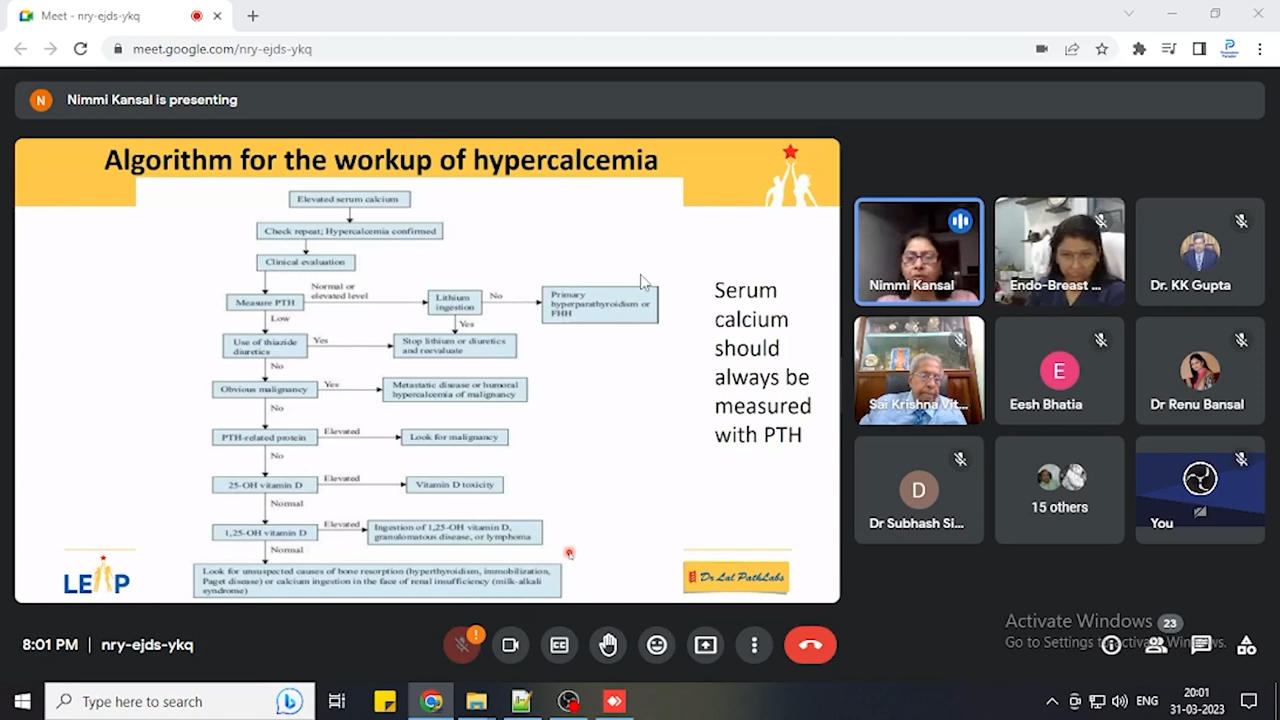 Meet - nry-ejds-ykq
meet.google.com/nry-ejds-ykq
N
Nimmi Kansal is presenting
Algorithm for the workup of hypercalcemia
Elevated serum calcium
Check repeat; Hypercalcemia confirmed
Clinical evaluation
Measure PTH
Normal or
elevated level
Lithium
ingestion
No
Primary
hyperparathyroidism or
FHH
Low
Yes
Use of thiazide
diuretics
Yes
Stop lithium or diuretics
and reevaluate
No
Obvious malignancy
Yes
Metastatic disease or humoral
hypercalcemia of malignancy
No
PTH-related protein
Elevated
Look for malignancy
No
25-OH vitamin D
Elevated
Vitamin D toxicity
Normal
1,25-OH vitamin D
Elevated
Ingestion of 1,25-OH vitamin D,
granulomatous disease, or lymphoma
Normal
Look for unsuspected causes of bone resorption (hyperthyroidism, immobilization,
Paget disease) or calcium ingestion in the face of renal insufficiency (milk-alkali
syndrome)
Serum
calcium
should
always be
measured
with PTH
LEAP
Dr Lal PathLabs
Nimmi Kansal
Endo-Breast ...
Dr. KK Gupta
Sai Krishna Vit...
E
Eesh Bhatia
Dr Renu Bansal
D
Dr Subhash Si...
15 others
You
Activate Windows
Go to Settings to activate Windows.
23
8:01 PM | nry-ejds-ykq
Type here to search
ENG
20:01
31-03-2023